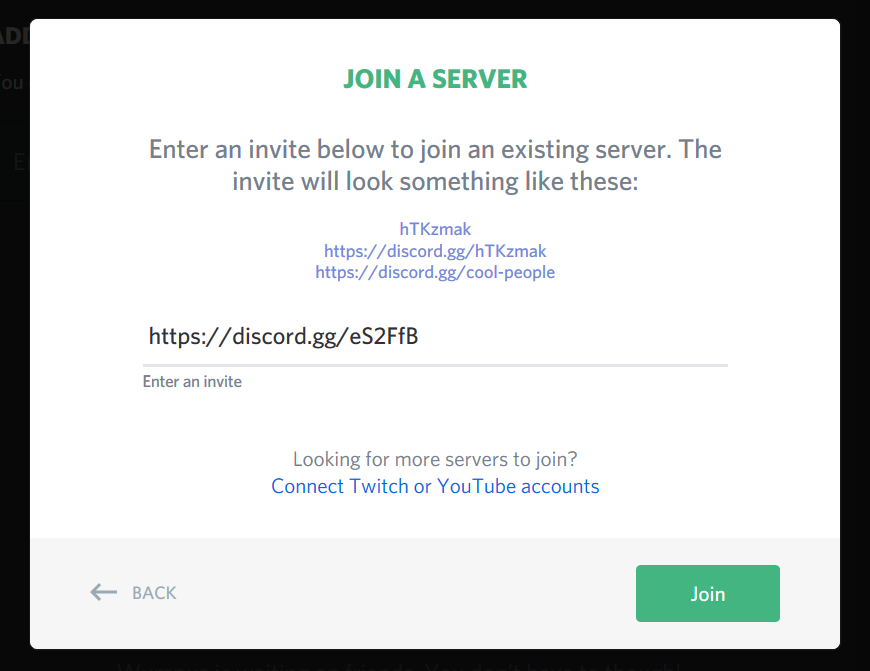 JOIN A SERVER
Enter an invite below to join an existing server. The
invite will look something like these:
hTKzmak
https://discord.gg/hTKzmak
https://discord.gg/cool-people
https://discord.gg/eS2FfB
Enter an invite
Looking for more servers to join?
Connect Twitch or YouTube accounts
BACK
Join